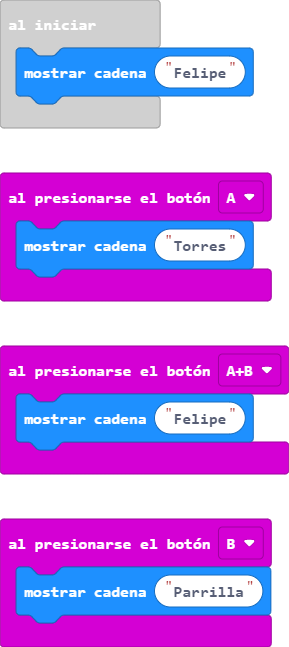 al iniciar
mostrar cadena "Felipe"
al presionarse el botón A
mostrar cadena "Torres"
al presionarse el botón A+B
mostrar cadena "Felipe"
al presionarse el botón B
mostrar cadena "Parrilla"